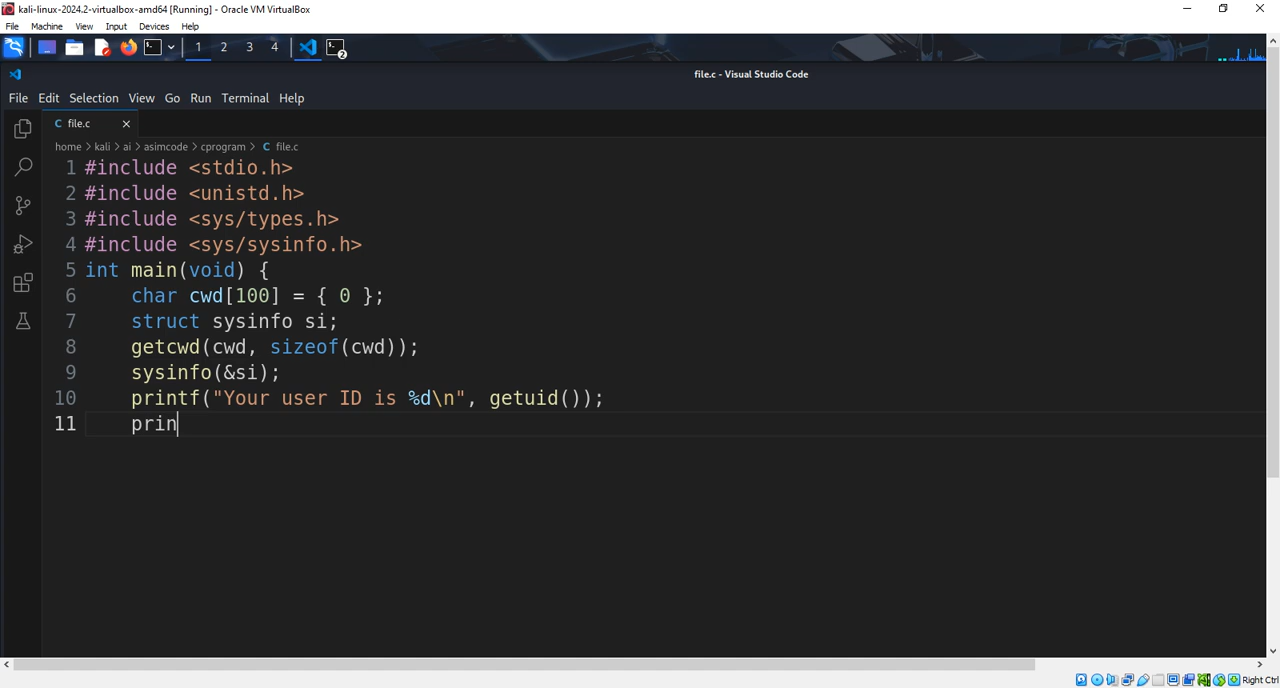 kali-linux-2024.2-virtualbox-amd64 [Running] - Oracle VM VirtualBox
File Machine View Input Devices Help
1 2 3 4 2
file.c - Visual Studio Code
File Edit Selection View Go Run Terminal Help
C file.c
home > kali > ai > asimcode > cprogram > C file.c
1 #include <stdio.h>
2 #include <unistd.h>
3 #include <sys/types.h>
4 #include <sys/sysinfo.h>
5 int main(void) {
6     char cwd[100] = { 0 };
7     struct sysinfo si;
8     getcwd(cwd, sizeof(cwd));
9     sysinfo(&si);
10     printf("Your user ID is %d\n", getuid());
11     prin
Right Ctrl